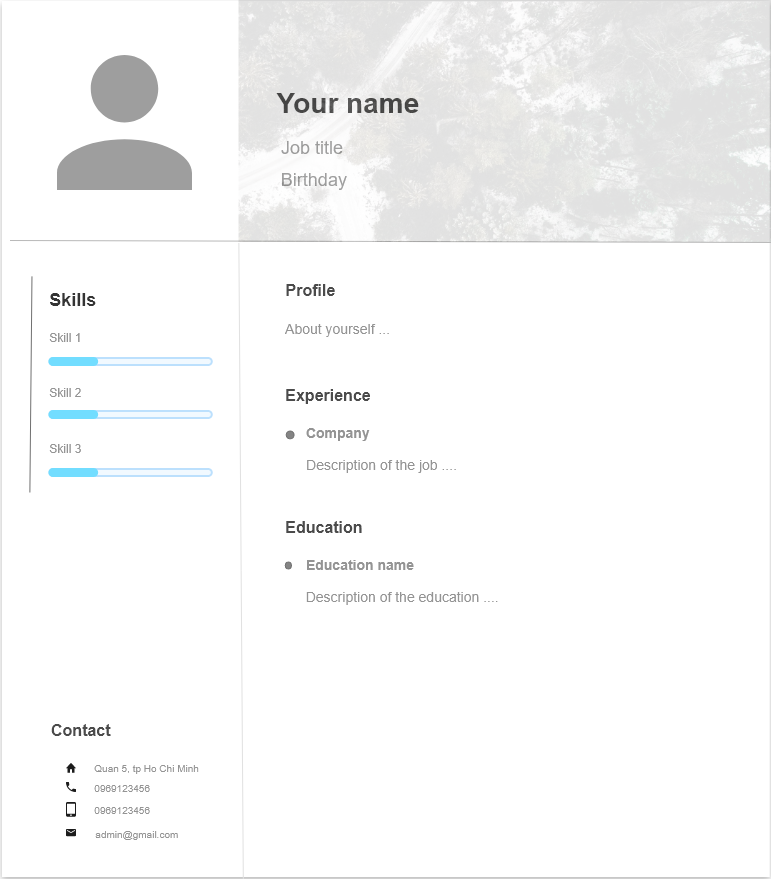 Your name
Job title
Birthday
Skills
Skill 1
Skill 2
Skill 3
Contact
Quan 5, tp Ho Chi Minh
0969123456
0969123456
admin@gmail.com
Profile
About yourself ...
Experience
Company
Description of the job ....
Education
Education name
Description of the education ....